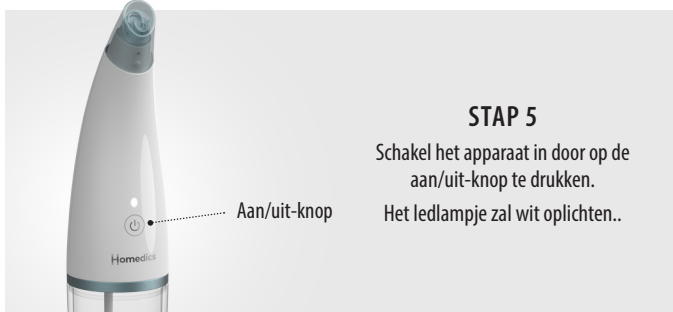 STAP 5
Schakel het apparaat in door op de
aan/uit-knop te drukken.
Het ledlampje zal wit oplichten..
Aan/uit-knop
Homedics